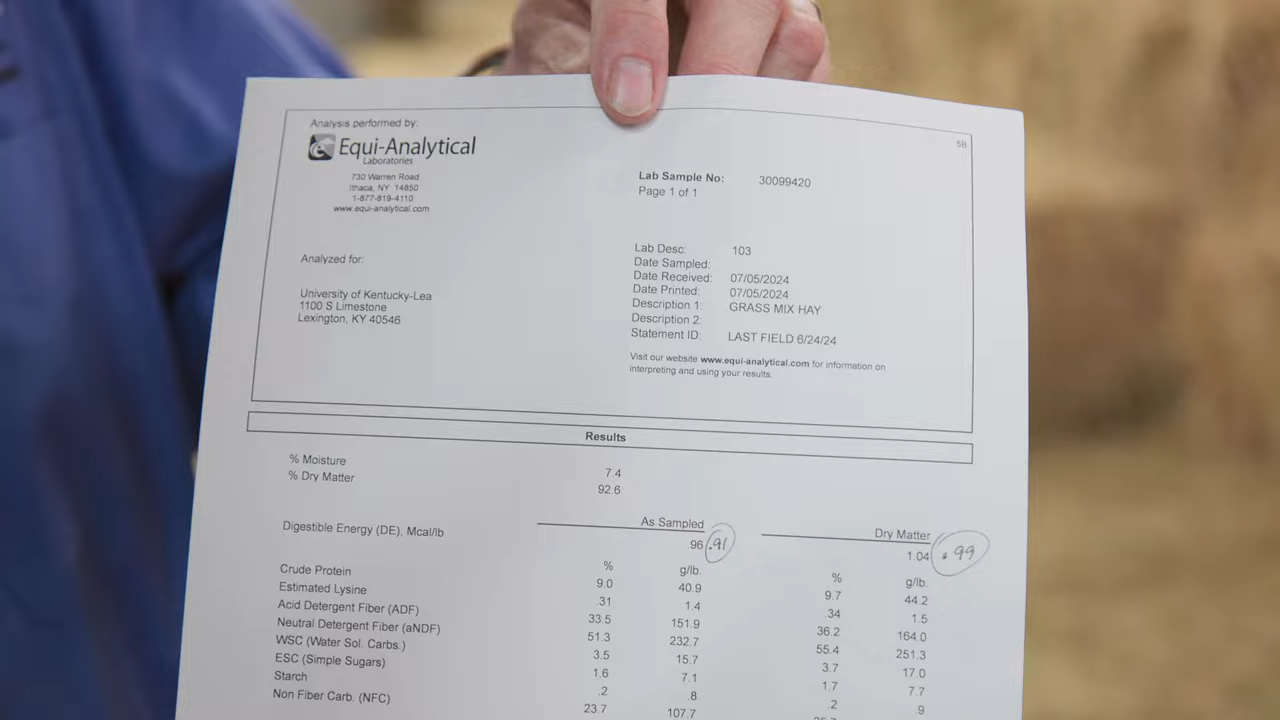 Analysis performed by:
Equi-Analytical
Laboratories
730 Warren Road
Ithaca, NY 14850
1-877-819-4110
www.equi-analytical.com
5B
Lab Sample No: 30099420
Page 1 of 1
Analyzed for:
University of Kentucky-Lea
1100 S Limestone
Lexington, KY 40546
Lab Desc: 103
Date Sampled:
Date Received: 07/05/2024
Date Printed: 07/05/2024
Description 1: GRASS MIX HAY
Description 2:
Statement ID: LAST FIELD 6/24/24
Visit our website www.equi-analytical.com for information on
interpreting and using your results.
Results
% Moisture 7.4
% Dry Matter 92.6
As Sampled Dry Matter
Digestible Energy (DE), Mcal/lb .96 .91 1.04 .99
% g/lb. % g/lb.
Crude Protein 9.0 40.9 9.7 44.2
Estimated Lysine .31 1.4 .34 1.5
Acid Detergent Fiber (ADF) 33.5 151.9 36.2 164.0
Neutral Detergent Fiber (aNDF) 51.3 232.7 55.4 251.3
WSC (Water Sol. Carbs.) 3.5 15.7 3.7 17.0
ESC (Simple Sugars) 1.6 7.1 1.7 7.7
Starch .2 .8 .2 .9
Non Fiber Carb. (NFC) 23.7 107.7